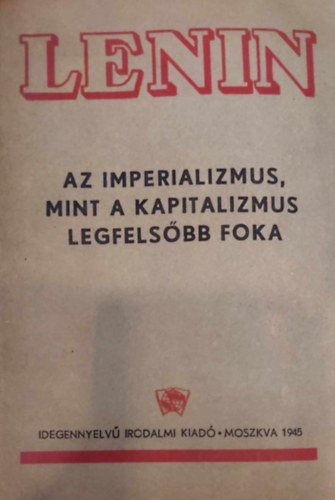 LENIN
AZ IMPERIALIZMUS,
MINT A KAPITALIZMUS
LEGFELSŐBB FOKA
IDEGENNYELVŰ IRODALMI KIADÓ • MOSZKVA 1945